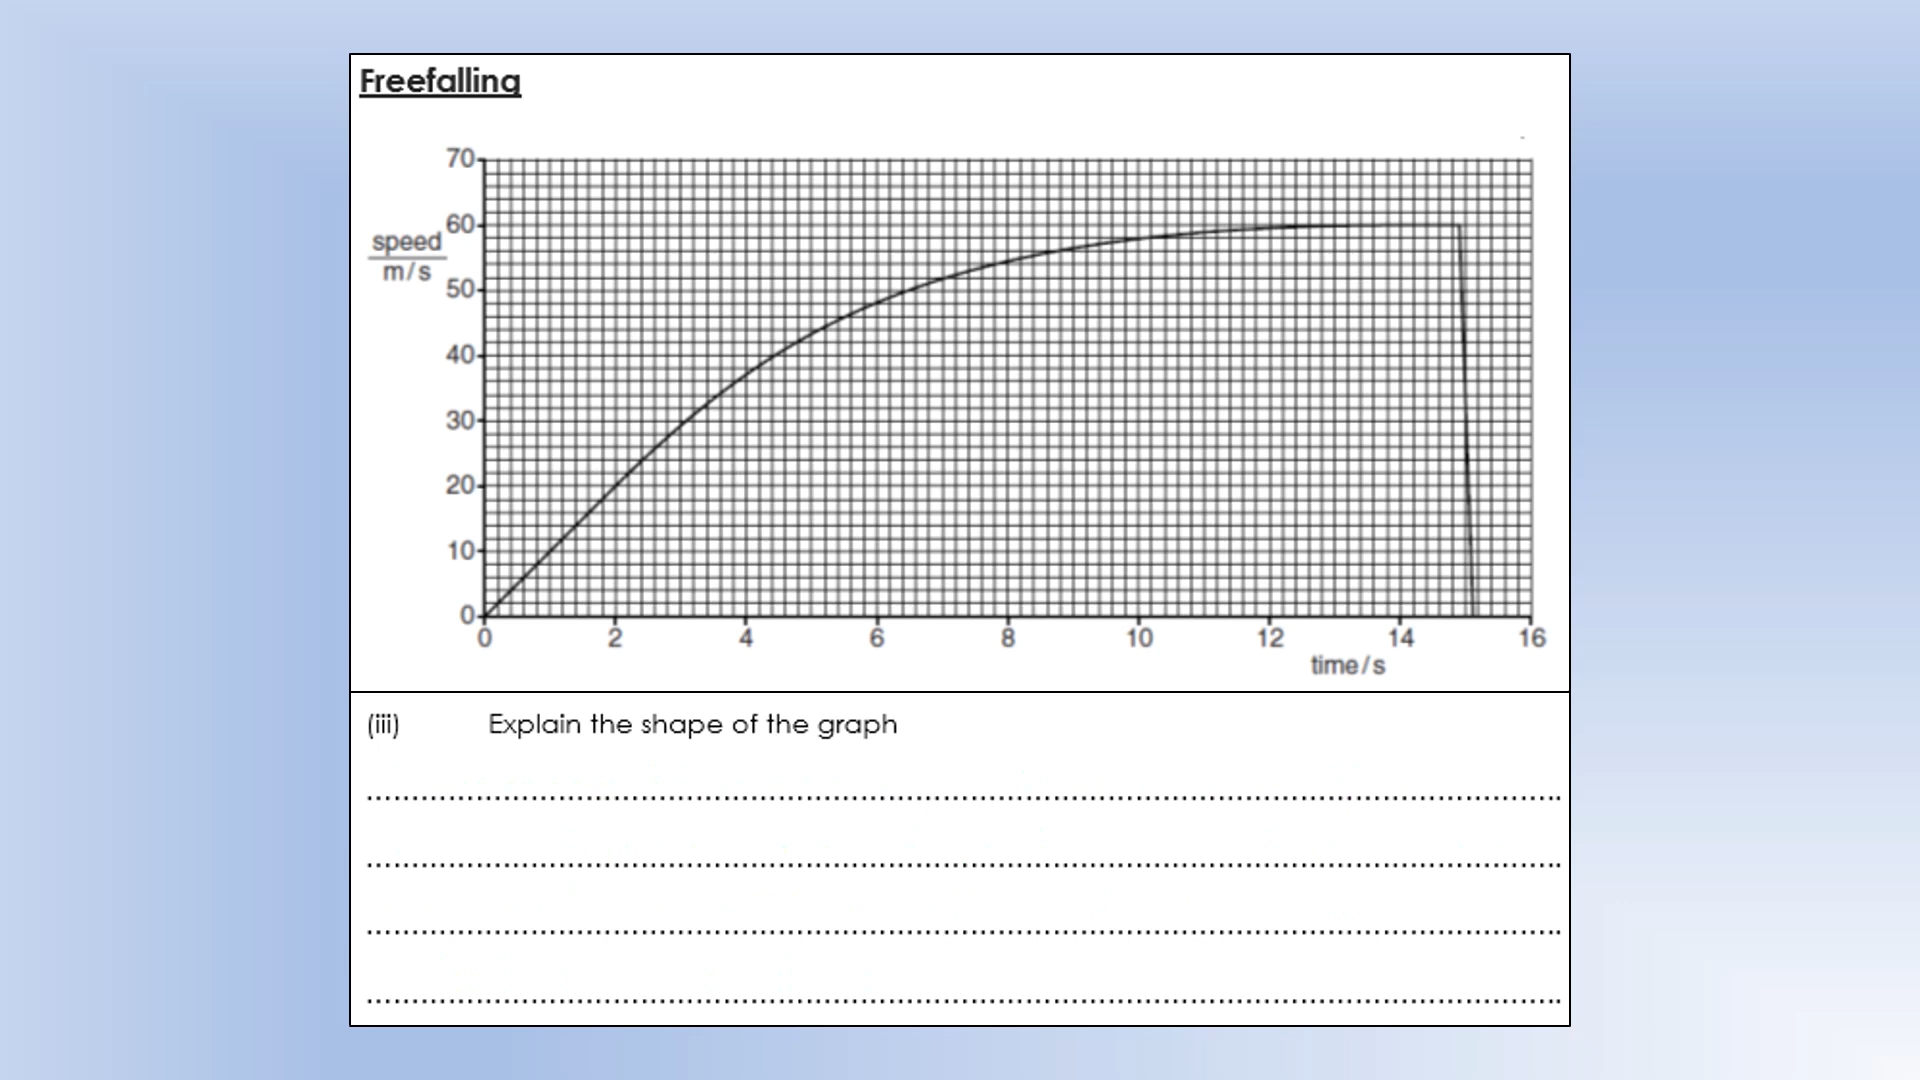 Freefalling
70
60
speed
m/s
50
40
30
20
10
0
0 2 4 6 8 10 12 14 16
time/s
(iii) Explain the shape of the graph